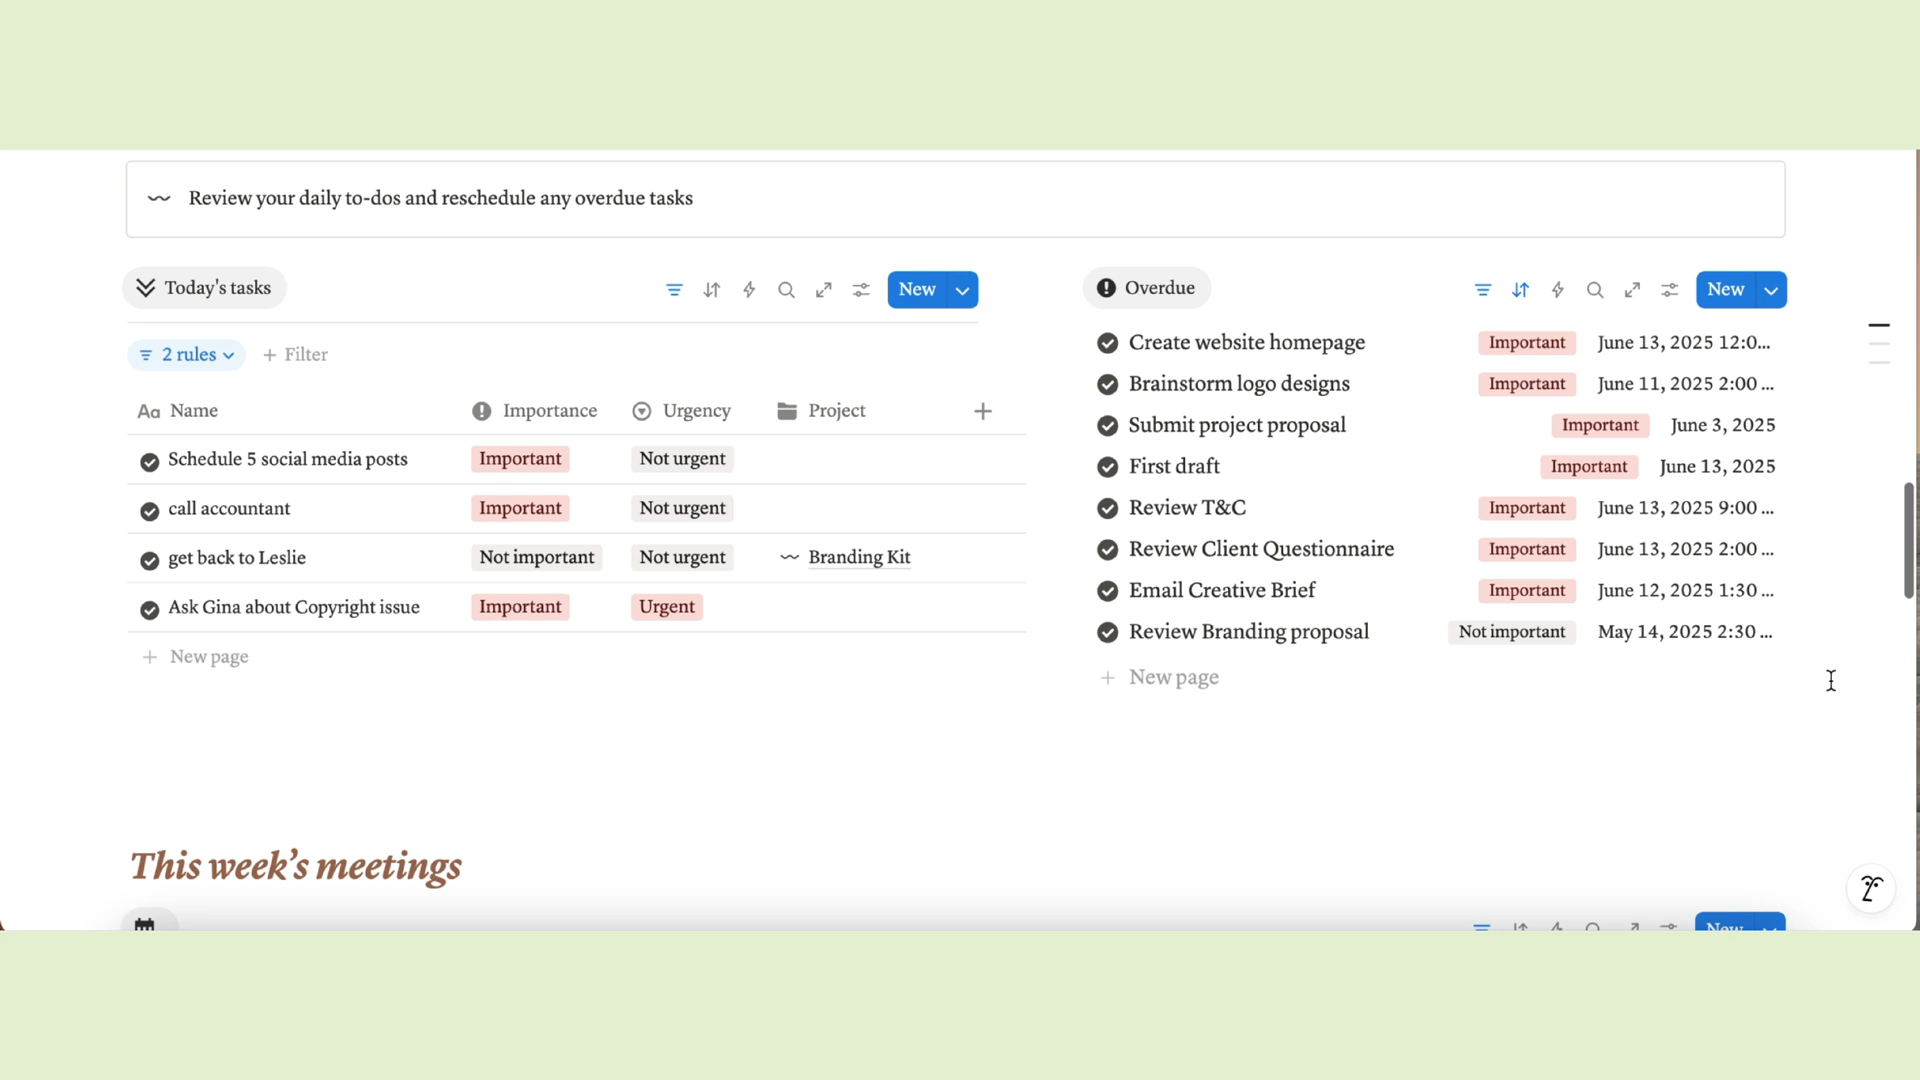 Review your daily to-dos and reschedule any overdue tasks
Today's tasks
New
2 rules
+ Filter
Aa Name Importance Urgency Project
Schedule 5 social media posts Important Not urgent
call accountant Important Not urgent
get back to Leslie Not important Not urgent Branding Kit
Ask Gina about Copyright issue Important Urgent
+ New page
Overdue
New
Create website homepage Important June 13, 2025 12:0...
Brainstorm logo designs Important June 11, 2025 2:00 ...
Submit project proposal Important June 3, 2025
First draft Important June 13, 2025
Review T&C Important June 13, 2025 9:00 ...
Review Client Questionnaire Important June 13, 2025 2:00 ...
Email Creative Brief Important June 12, 2025 1:30 ...
Review Branding proposal Not important May 14, 2025 2:30 ...
+ New page
This week's meetings
New